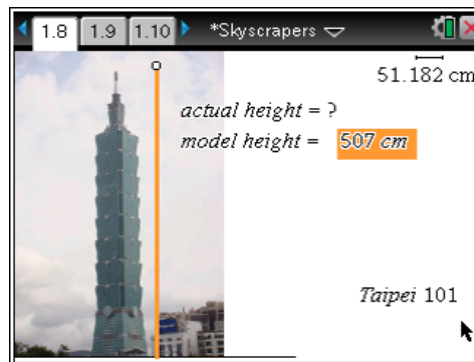 1.8 1.9 1.10 *Skyscrapers
51.182 cm
actual height = ?
model height = 507 cm
Taipei 101